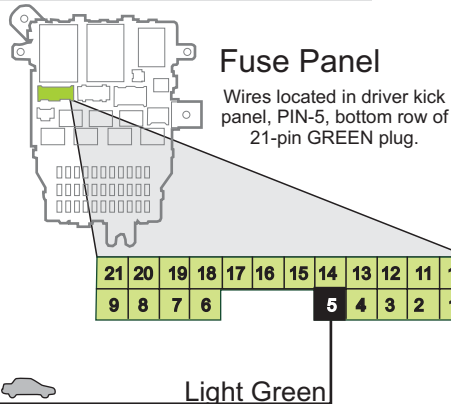 Fuse Panel
Wires located in driver kick
panel, PIN-5, bottom row of
21-pin GREEN plug.
21 20 19 18 17 16 15 14 13 12 11
9 8 7 6 5 4 3 2
Light Green